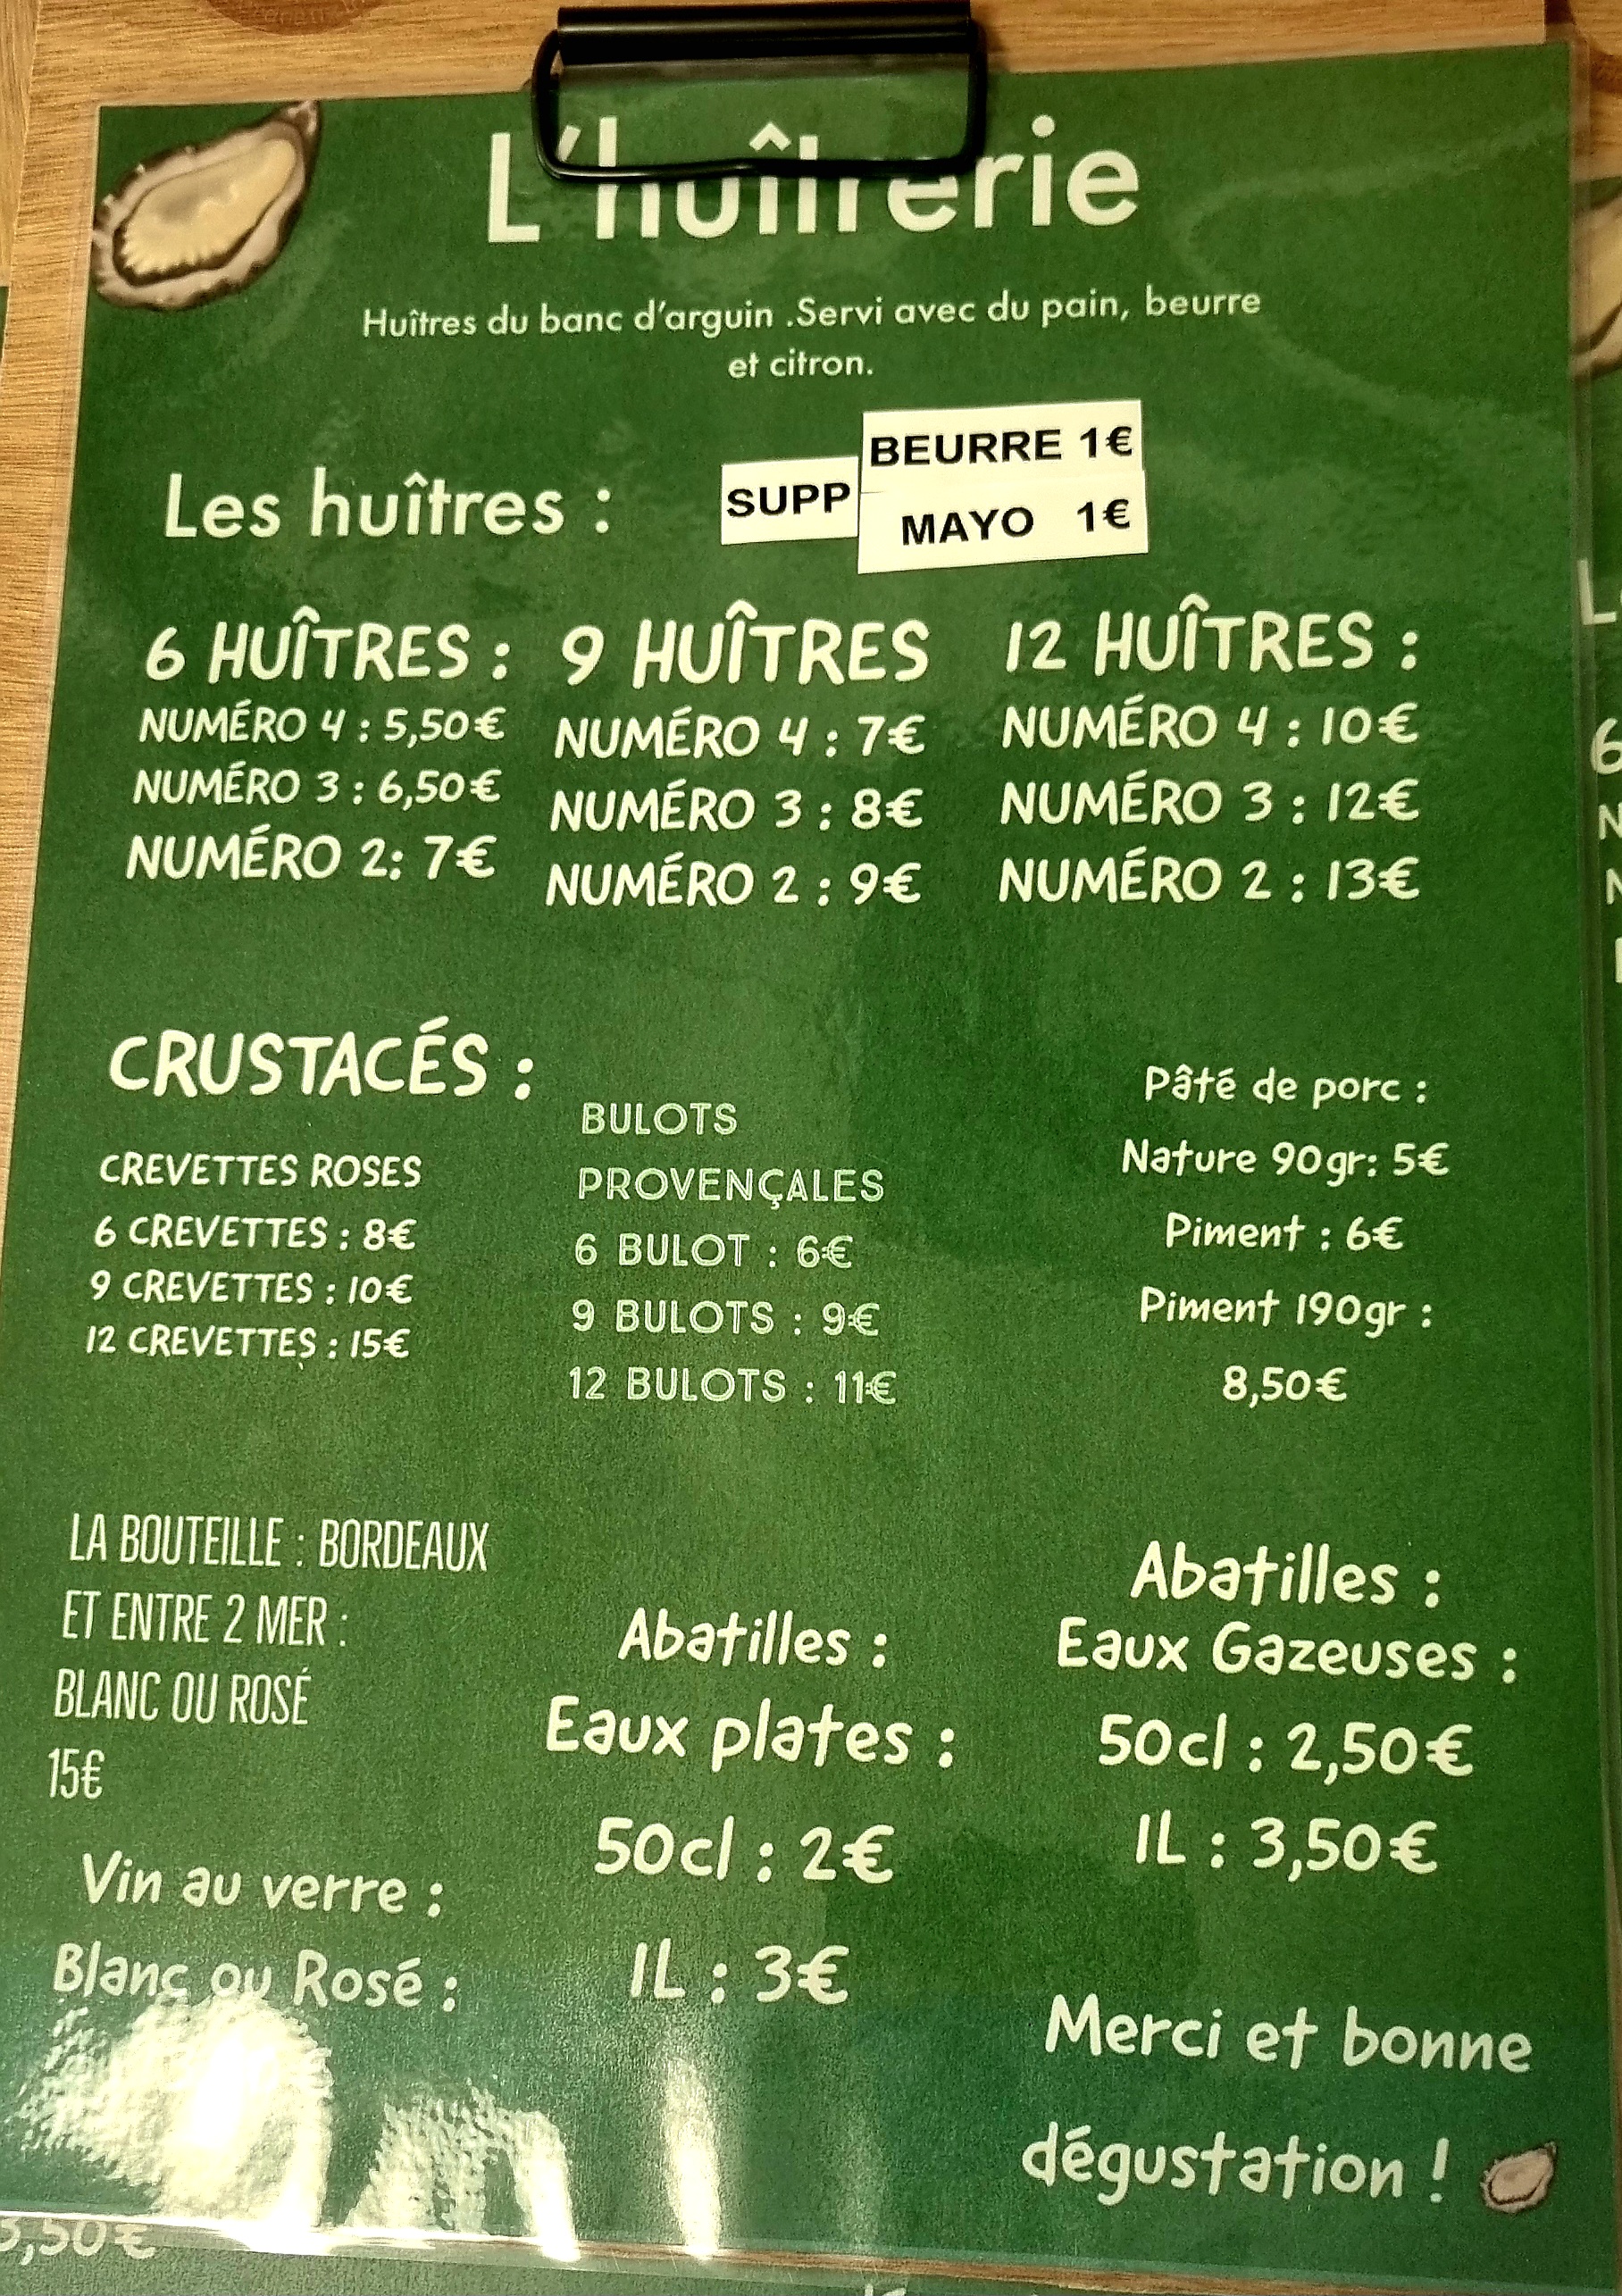 L'huîtrerie
Huîtres du banc d'arguin .Servi avec du pain, beurre
et citron.
Les huîtres :
SUPP
BEURRE 1€
MAYO 1€
6 HUÎTRES :
NUMÉRO 4 : 5,50€
NUMÉRO 3 : 6,50€
NUMÉRO 2: 7€
9 HUÎTRES
NUMÉRO 4 : 7€
NUMÉRO 3 : 8€
NUMÉRO 2 : 9€
12 HUÎTRES :
NUMÉRO 4 : 10€
NUMÉRO 3 : 12€
NUMÉRO 2 : 13€
CRUSTACÉS :
CREVETTES ROSES
6 CREVETTES : 8€
9 CREVETTES : 10€
12 CREVETTES : 15€
BULOTS
PROVENÇALES
6 BULOT : 6€
9 BULOTS : 9€
12 BULOTS : 11€
Pâté de porc :
Nature 90gr: 5€
Piment : 6€
Piment 190gr :
8,50€
LA BOUTEILLE : BORDEAUX
ET ENTRE 2 MER :
BLANC OU ROSÉ
15€
Vin au verre :
Blanc ou Rosé :
Abatilles :
Eaux plates :
50cl : 2€
1L : 3€
Abatilles :
Eaux Gazeuses :
50cl : 2,50€
1L : 3,50€
Merci et bonne
dégustation !
,50€